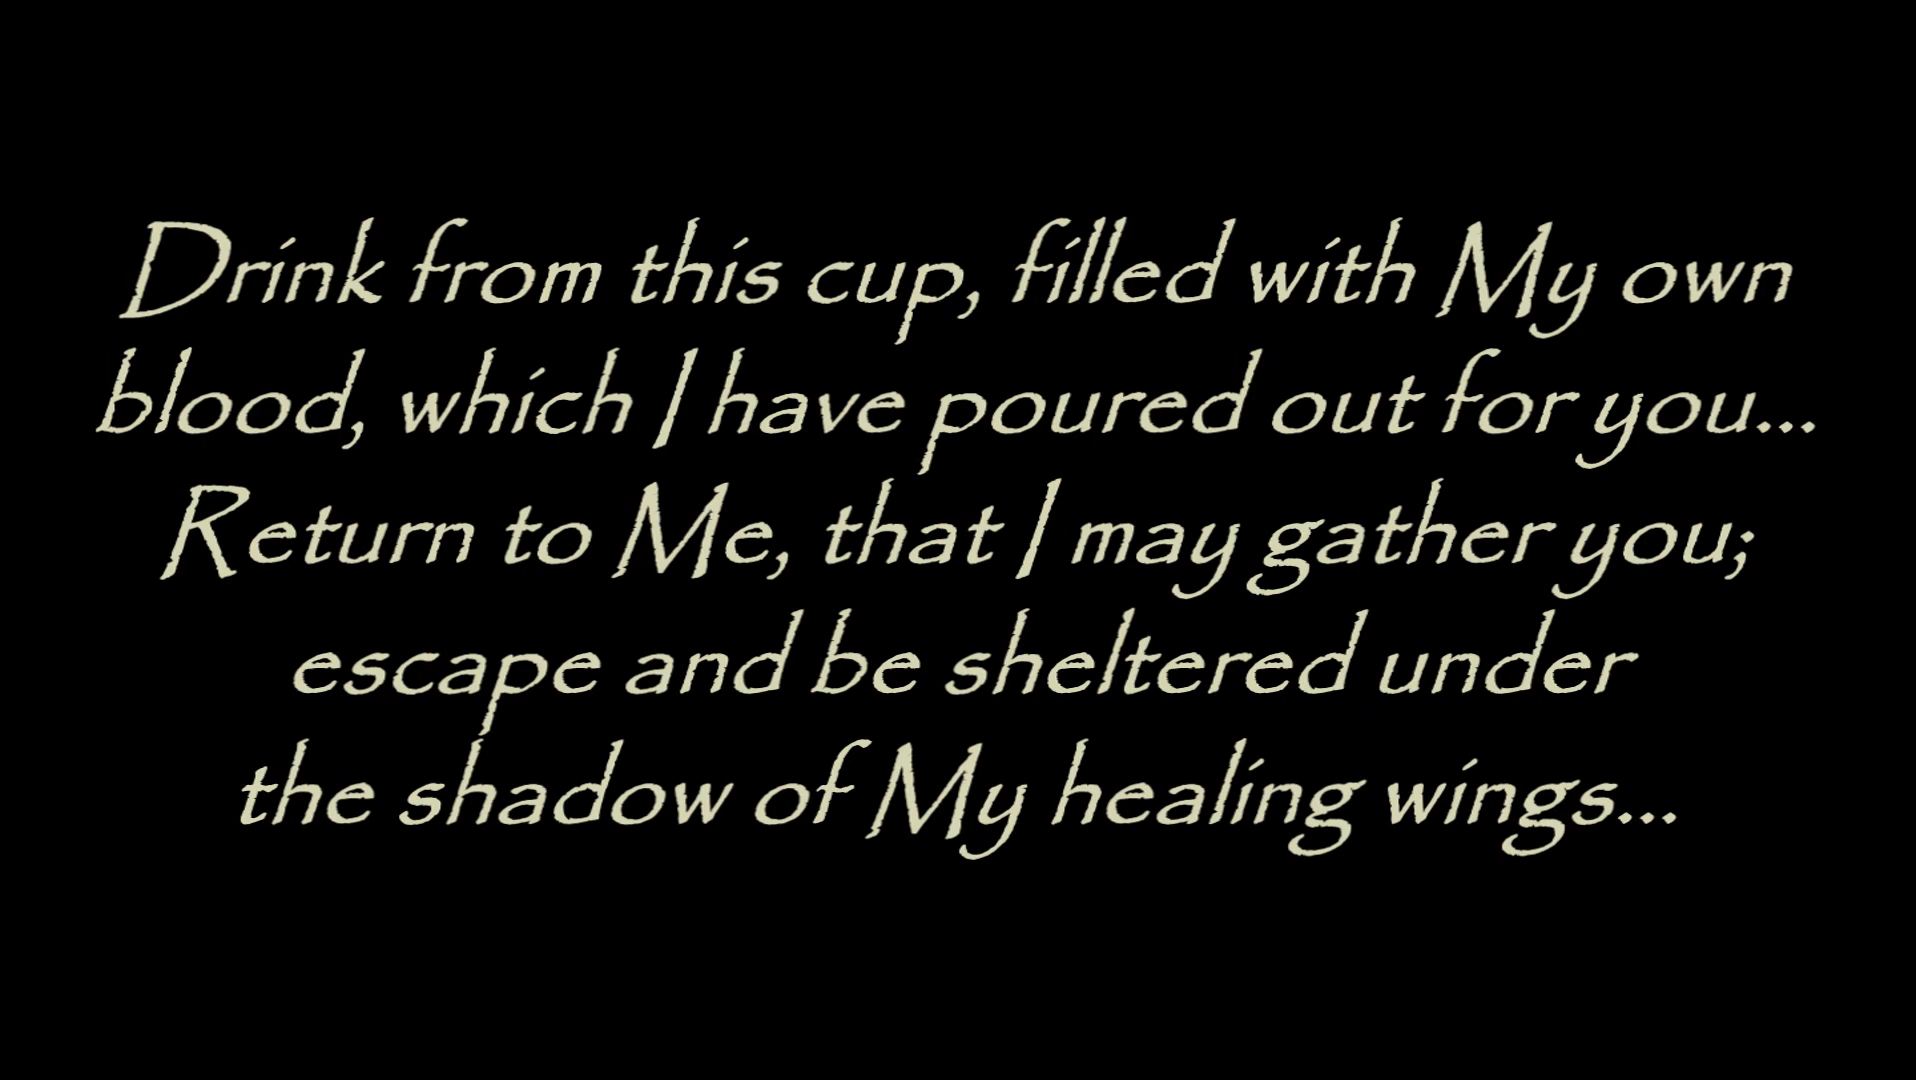 Drink from this cup, filled with My own
blood, which I have poured out for you...
Return to Me, that I may gather you;
escape and be sheltered under
the shadow of My healing wings...